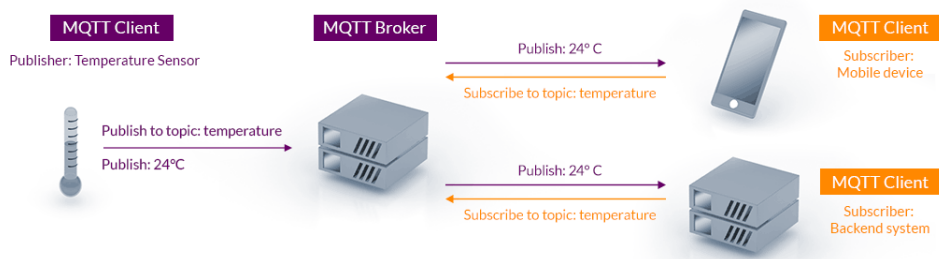 MQTT Client
Publisher: Temperature Sensor
Publish to topic: temperature
Publish: 24°C
MQTT Broker
Publish: 24° C
Subscribe to topic: temperature
MQTT Client
Subscriber:
Mobile device
Publish: 24° C
Subscribe to topic: temperature
MQTT Client
Subscriber:
Backend system